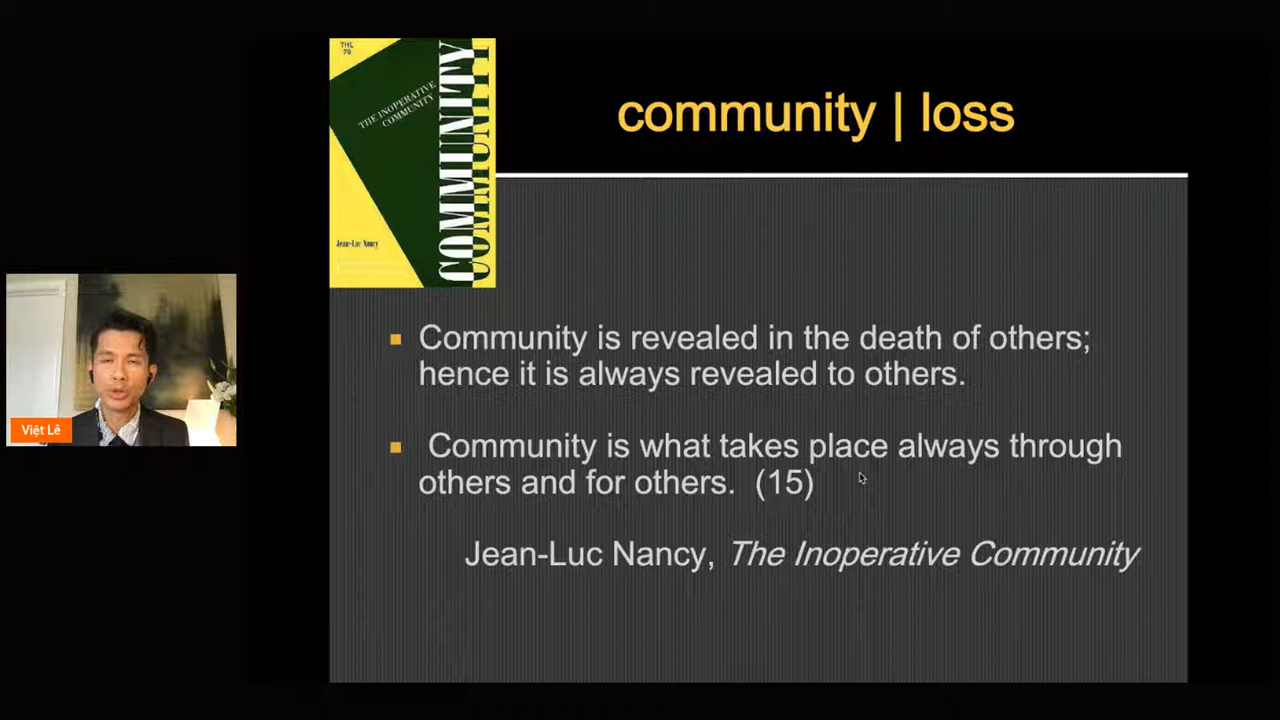 THL
78
THE INOPERATIVE
COMMUNITY
COMMUNITY
Jean-Luc Nancy
community | loss
Việt Lê
▪ Community is revealed in the death of others;
hence it is always revealed to others.
▪ Community is what takes place always through
others and for others. (15)
Jean-Luc Nancy, The Inoperative Community